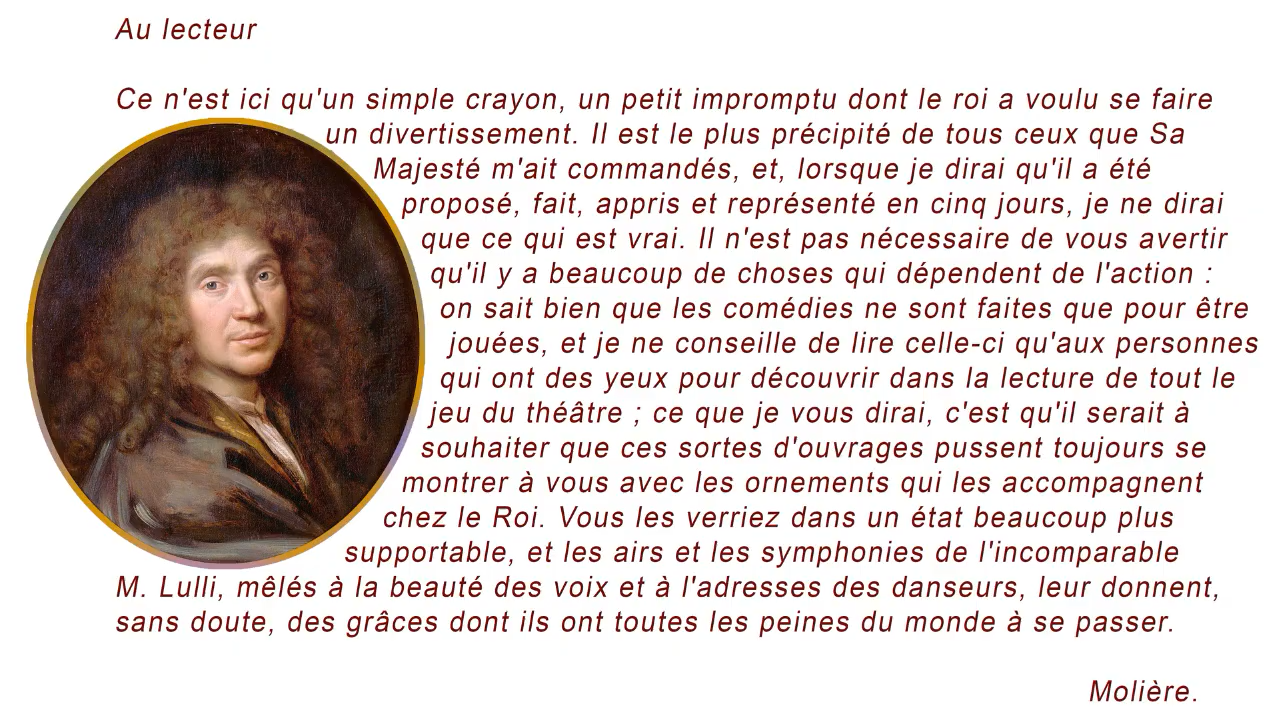 Au lecteur
Ce n'est ici qu'un simple crayon, un petit impromptu dont le roi a voulu se faire
un divertissement. Il est le plus précipité de tous ceux que Sa
Majesté m'ait commandés, et, lorsque je dirai qu'il a été
proposé, fait, appris et représenté en cinq jours, je ne dirai
que ce qui est vrai. Il n'est pas nécessaire de vous avertir
qu'il y a beaucoup de choses qui dépendent de l'action :
on sait bien que les comédies ne sont faites que pour être
jouées, et je ne conseille de lire celle-ci qu'aux personnes
qui ont des yeux pour découvrir dans la lecture de tout le
jeu du théâtre ; ce que je vous dirai, c'est qu'il serait à
souhaiter que ces sortes d'ouvrages pussent toujours se
montrer à vous avec les ornements qui les accompagnent
chez le Roi. Vous les verriez dans un état beaucoup plus
supportable, et les airs et les symphonies de l'incomparable
M. Lulli, mêlés à la beauté des voix et à l'adresses des danseurs, leur donnent,
sans doute, des grâces dont ils ont toutes les peines du monde à se passer.
Molière.